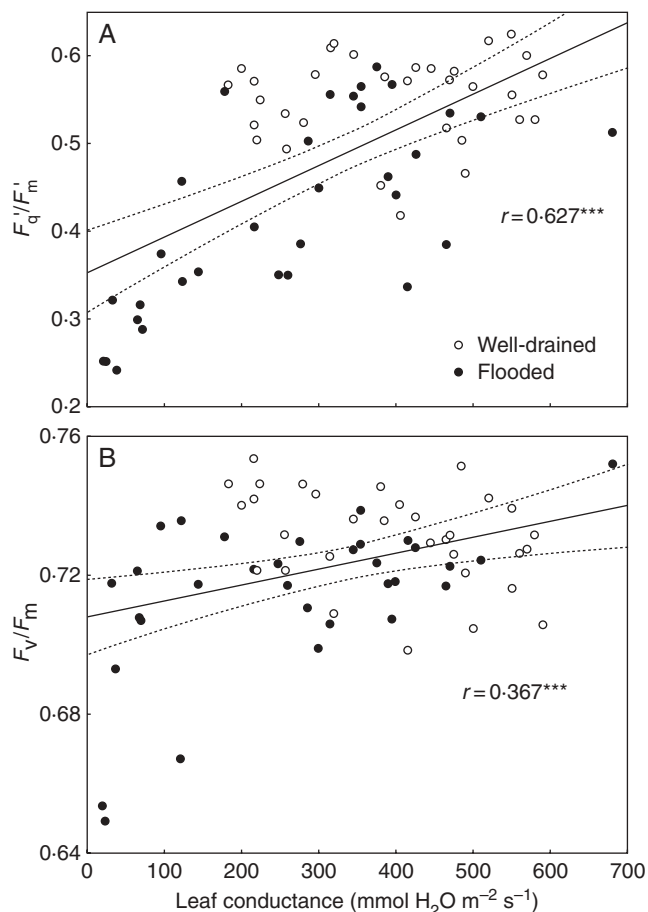 A
0·6
0·5
0·4
0·3
0·2
Fq'/Fm'
r = 0·627***
Well-drained
Flooded
B
0·76
0·72
0·68
0·64
Fv/Fm
r = 0·367***
0 100 200 300 400 500 600 700
Leaf conductance (mmol H2O m−2 s−1)